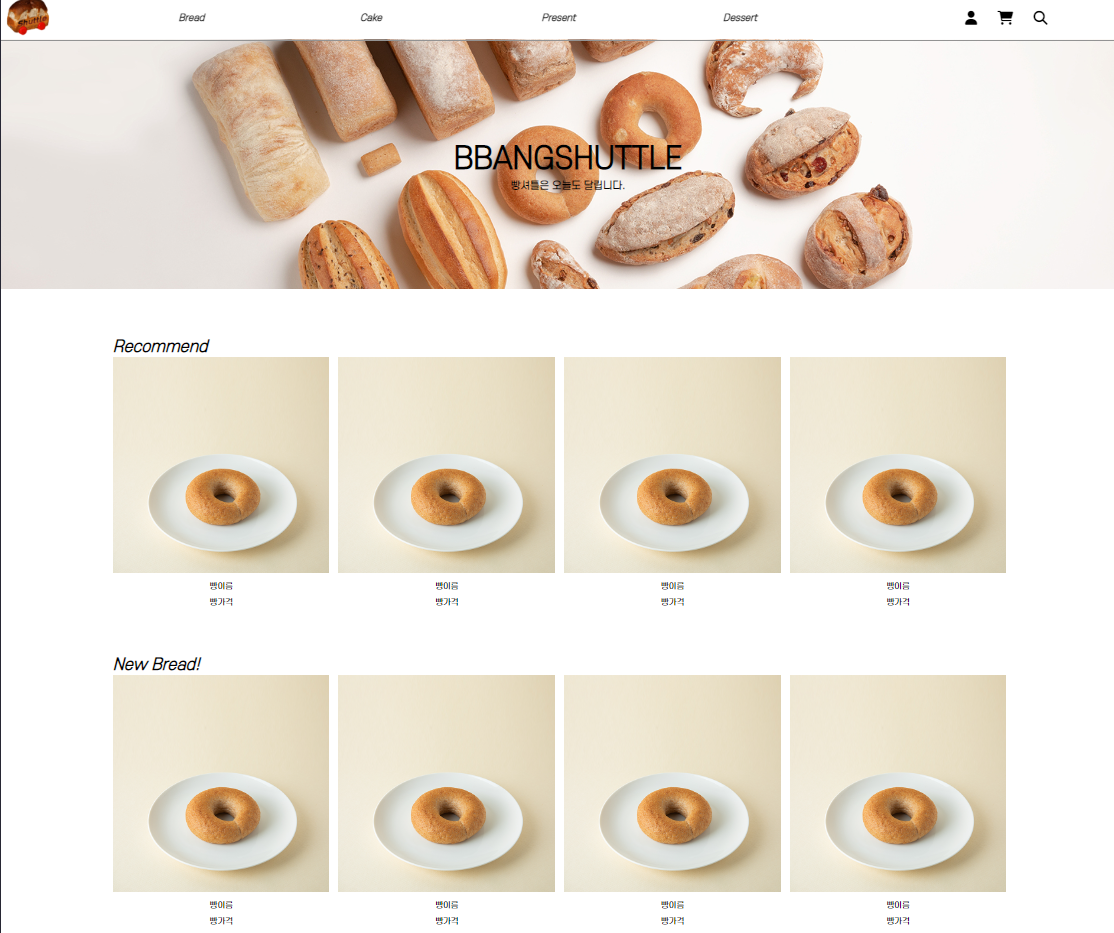 Shuttle
Bread Cake Present Dessert
BBANGSHUTTLE
빵셔틀은 오늘도 달립니다.
Recommend
빵이름 빵이름 빵이름 빵이름
빵가격 빵가격 빵가격 빵가격
New Bread!
빵이름 빵이름 빵이름 빵이름
빵가격 빵가격 빵가격 빵가격